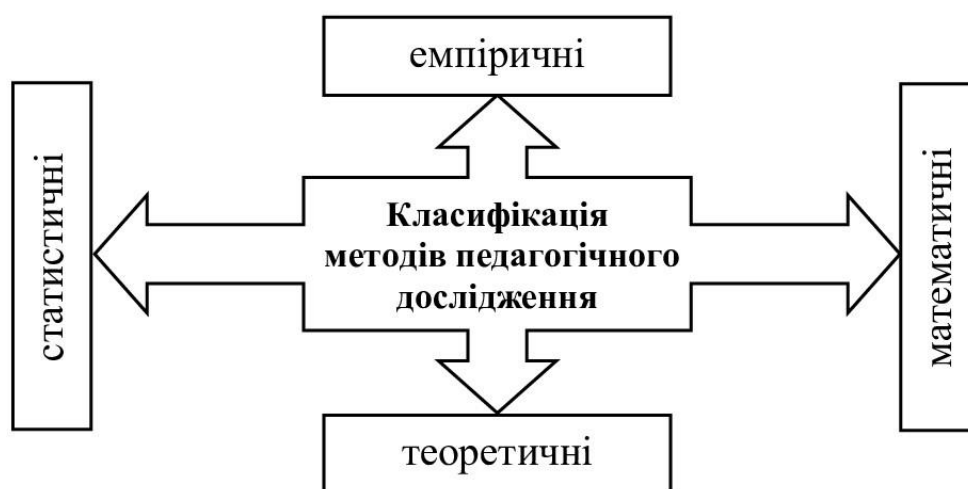 емпіричні
статистичні
Класифікація
методів педагогічного
дослідження
математичні
теоретичні